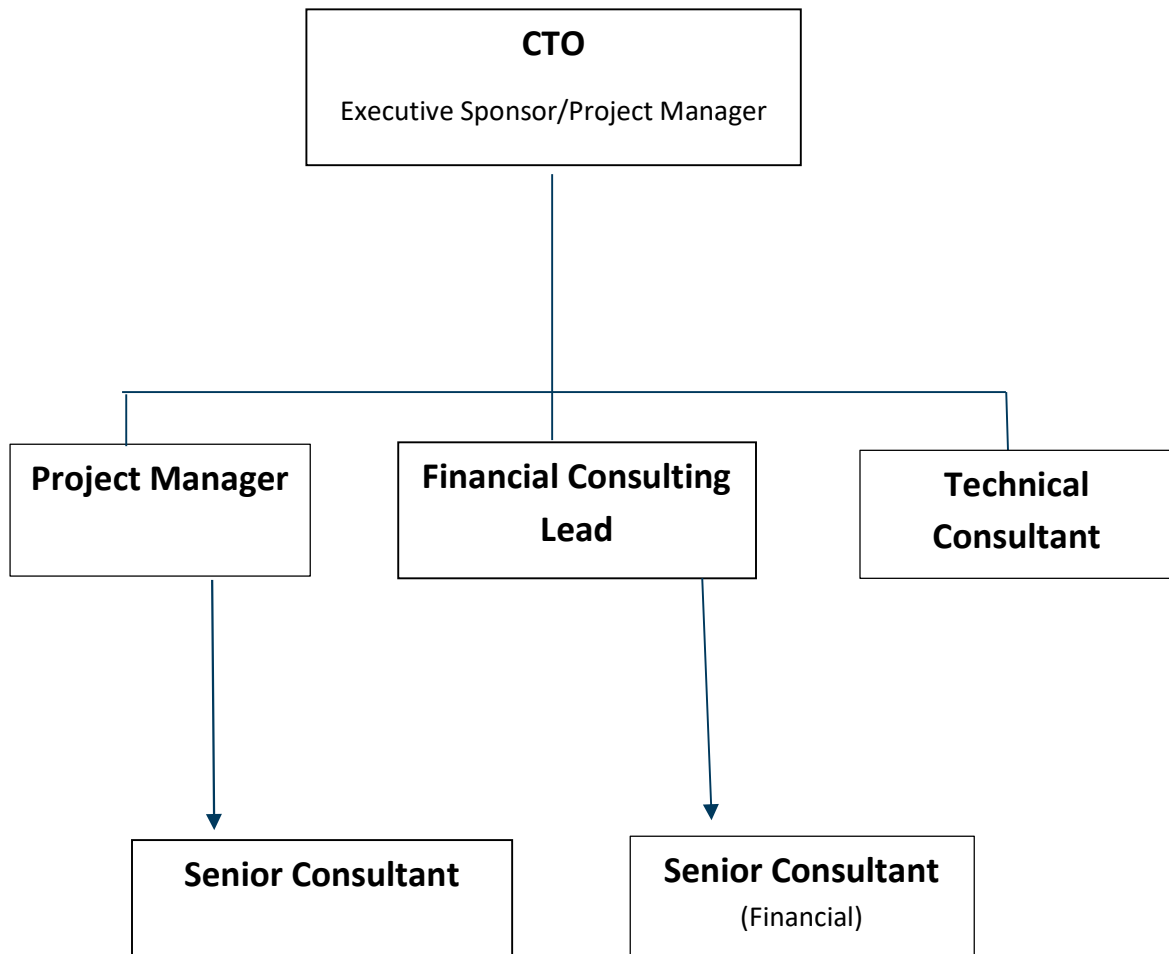 CTO
Executive Sponsor/Project Manager
Project Manager
Financial Consulting
Lead
Technical
Consultant
Senior Consultant
Senior Consultant
(Financial)